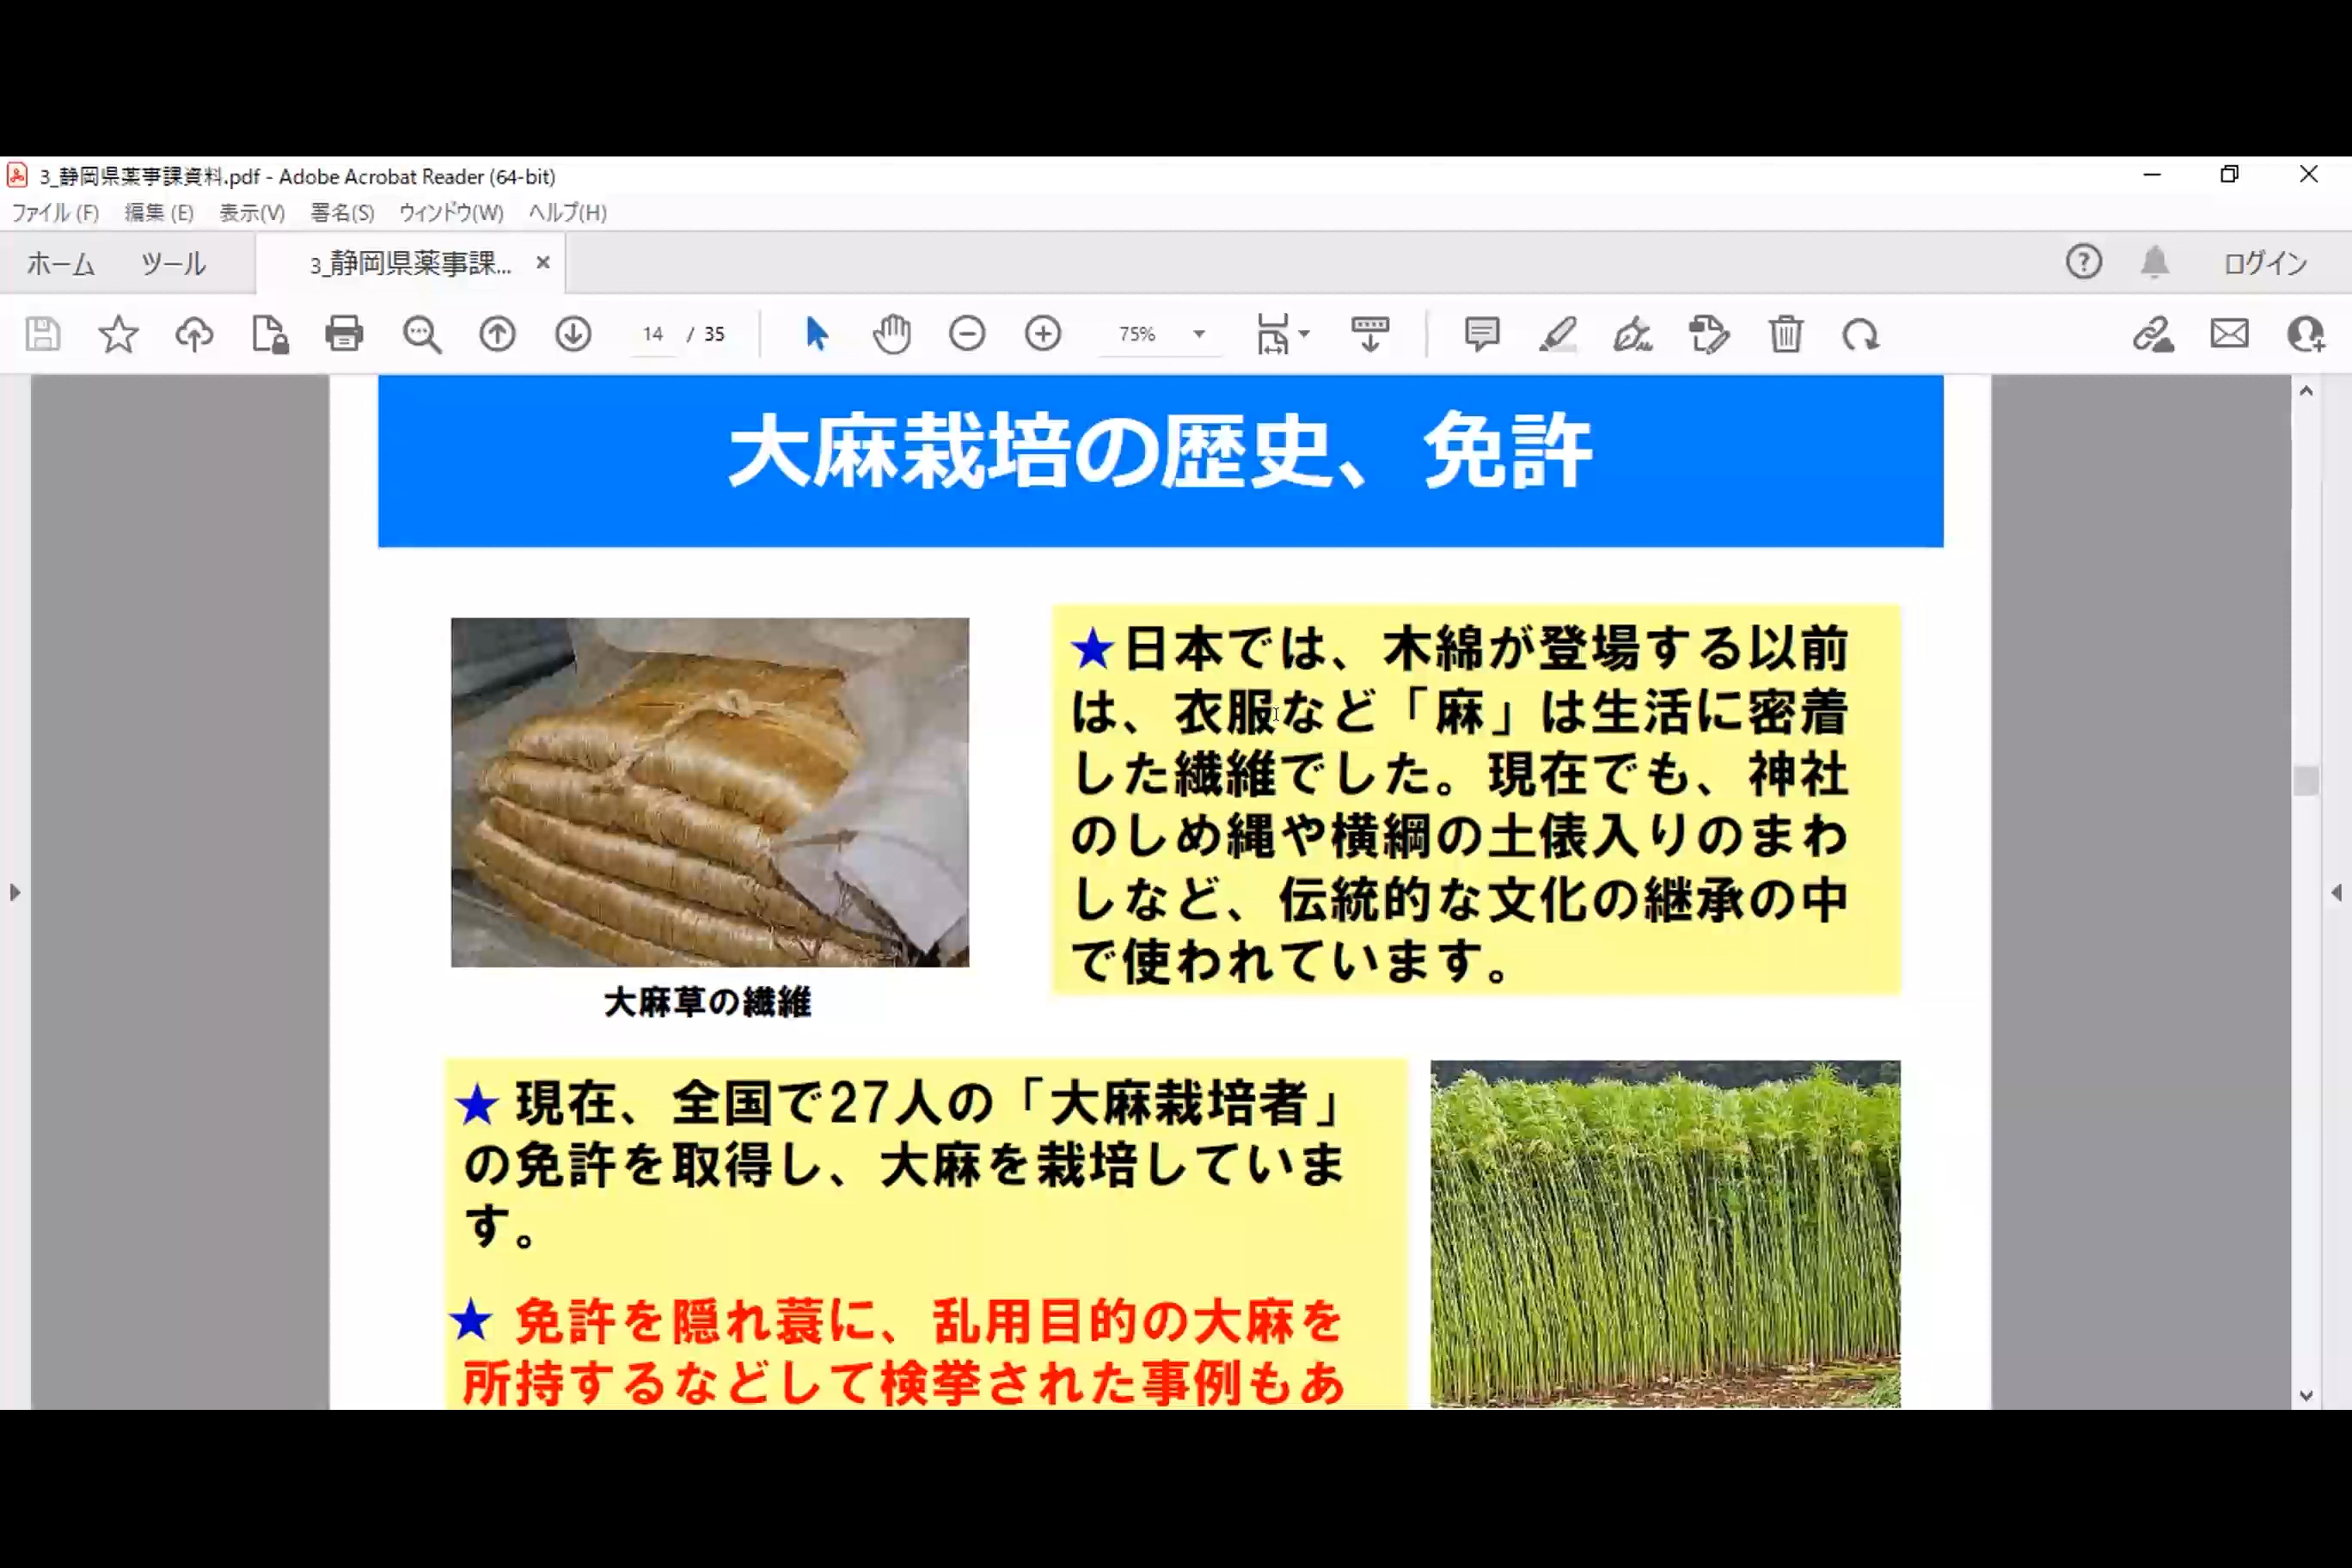 3_静岡県薬事課資料.pdf - Adobe Acrobat Reader (64-bit)
ファイル(F) 編集(E) 表示(V) 署名(S) ウィンドウ(W) ヘルプ(H)
ホーム ツール 3_静岡県薬事課... × ログイン
14 / 35 75%
大麻栽培の歴史、免許
★日本では、木綿が登場する以前
は、衣服など「麻」は生活に密着
した繊維でした。現在でも、神社
のしめ縄や横綱の土俵入りのまわ
しなど、伝統的な文化の継承の中
で使われています。
大麻草の繊維
★ 現在、全国で27人の「大麻栽培者」
の免許を取得し、大麻を栽培していま
す。
★ 免許を隠れ蓑に、乱用目的の大麻を
所持するなどして検挙された事例もあ